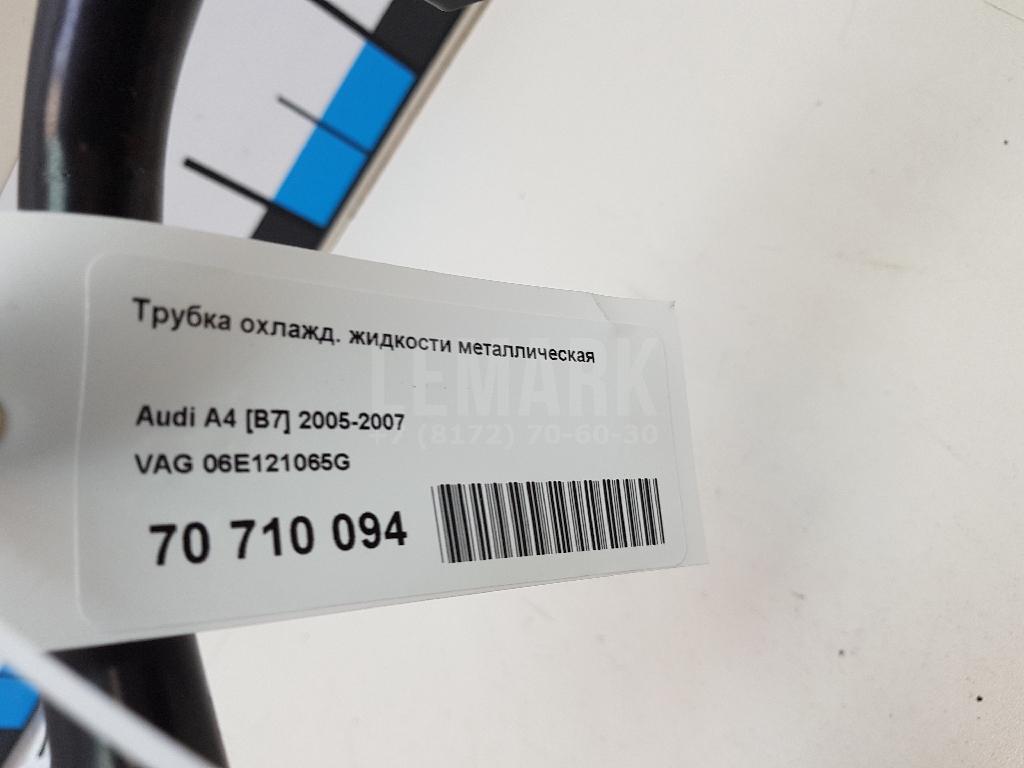 Трубка охлажд. жидкости металлическая
LEMARK
+7 (8172) 70-60-30
Audi A4 [B7] 2005-2007
VAG 06E121065G
70 710 094